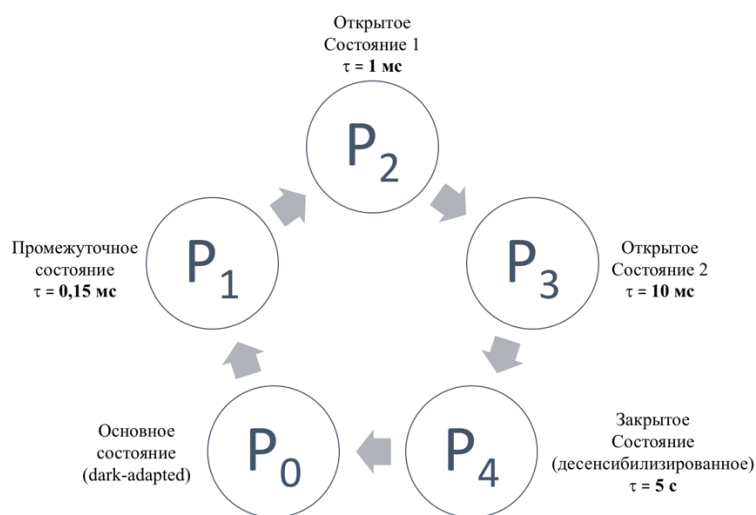 Открытое
Состояние 1
τ = 1 мс
P2
Промежуточное
состояние
τ = 0,15 мс
P1
P3
Открытое
Состояние 2
τ = 10 мс
Основное
состояние
(dark-adapted)
P0
P4
Закрытое
Состояние
(десенсибилизированное)
τ = 5 с